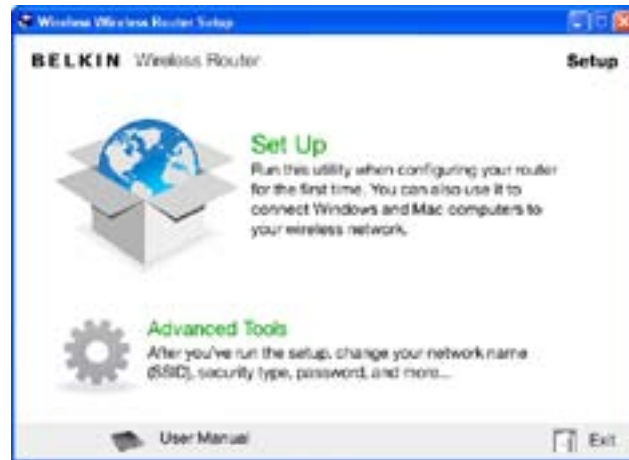 Wireless Wireless Router Setup
BELKIN Wireless Router
Setup
Set Up
Run this utility when configuring your router
for the first time. You can also use it to
connect Windows and Mac computers to
your wireless network.
Advanced Tools
After you've run the setup, change your network name
(SSID), security type, password, and more...
User Manual
Exit